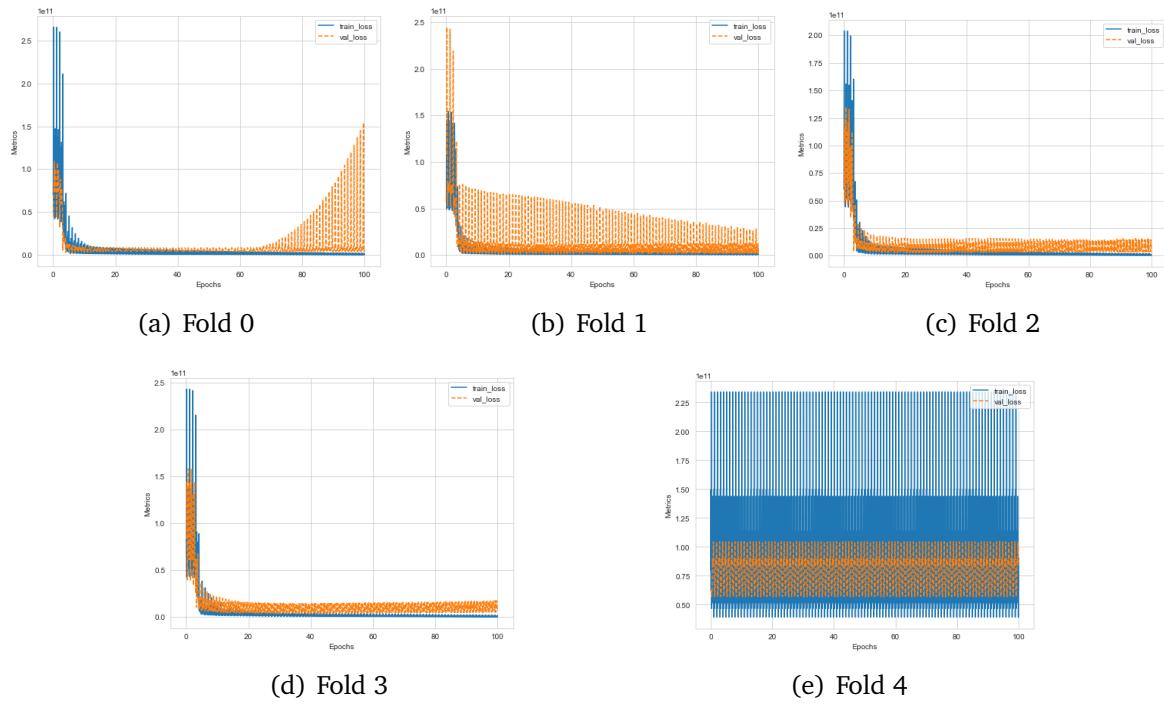 1e11
train_loss
val_loss
2.5
2.0
1.5
1.0
0.5
0.0
Metrics
0 20 40 60 80 100
Epochs
(a) Fold 0
1e11
train_loss
val_loss
2.5
2.0
1.5
1.0
0.5
0.0
Metrics
0 20 40 60 80 100
Epochs
(b) Fold 1
1e11
train_loss
val_loss
2.00
1.75
1.50
1.25
1.00
0.75
0.50
0.25
0.00
Metrics
0 20 40 60 80 100
Epochs
(c) Fold 2
1e11
train_loss
val_loss
2.5
2.0
1.5
1.0
0.5
0.0
Metrics
0 20 40 60 80 100
Epochs
(d) Fold 3
1e11
train_loss
val_loss
2.25
2.00
1.75
1.50
1.25
1.00
0.75
0.50
Metrics
0 20 40 60 80 100
Epochs
(e) Fold 4